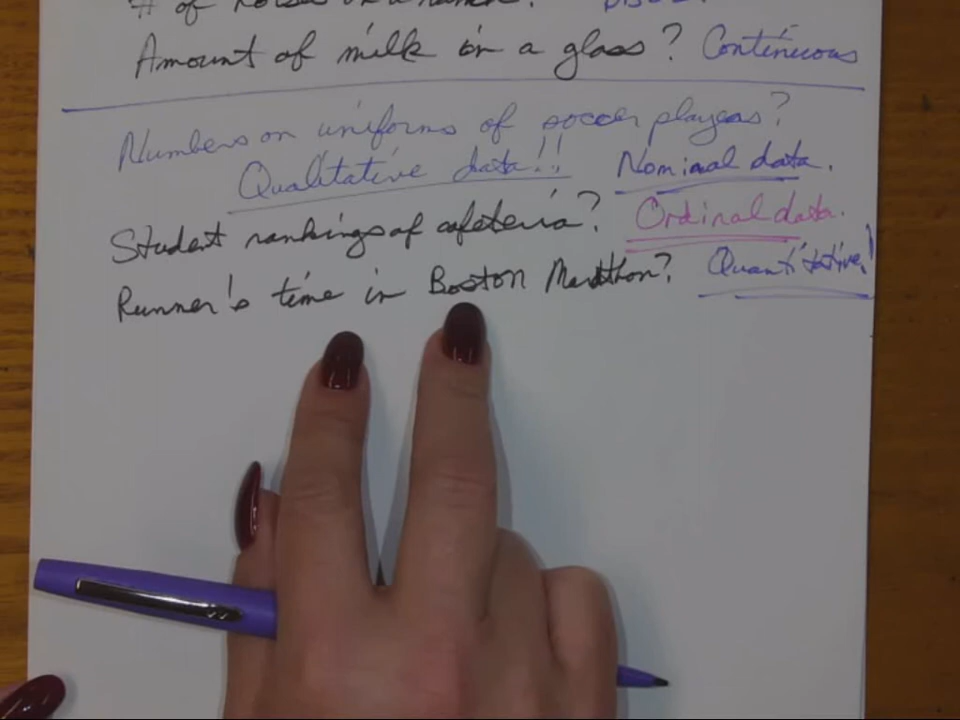 # of
Amount of milk in a glass? Continuous
Numbers on uniforms of soccer players?
Qualitative data!! Nominal data.
Student rankings of cafeteria? Ordinal data.
Runner's time in Boston Marathon? Quantitative!